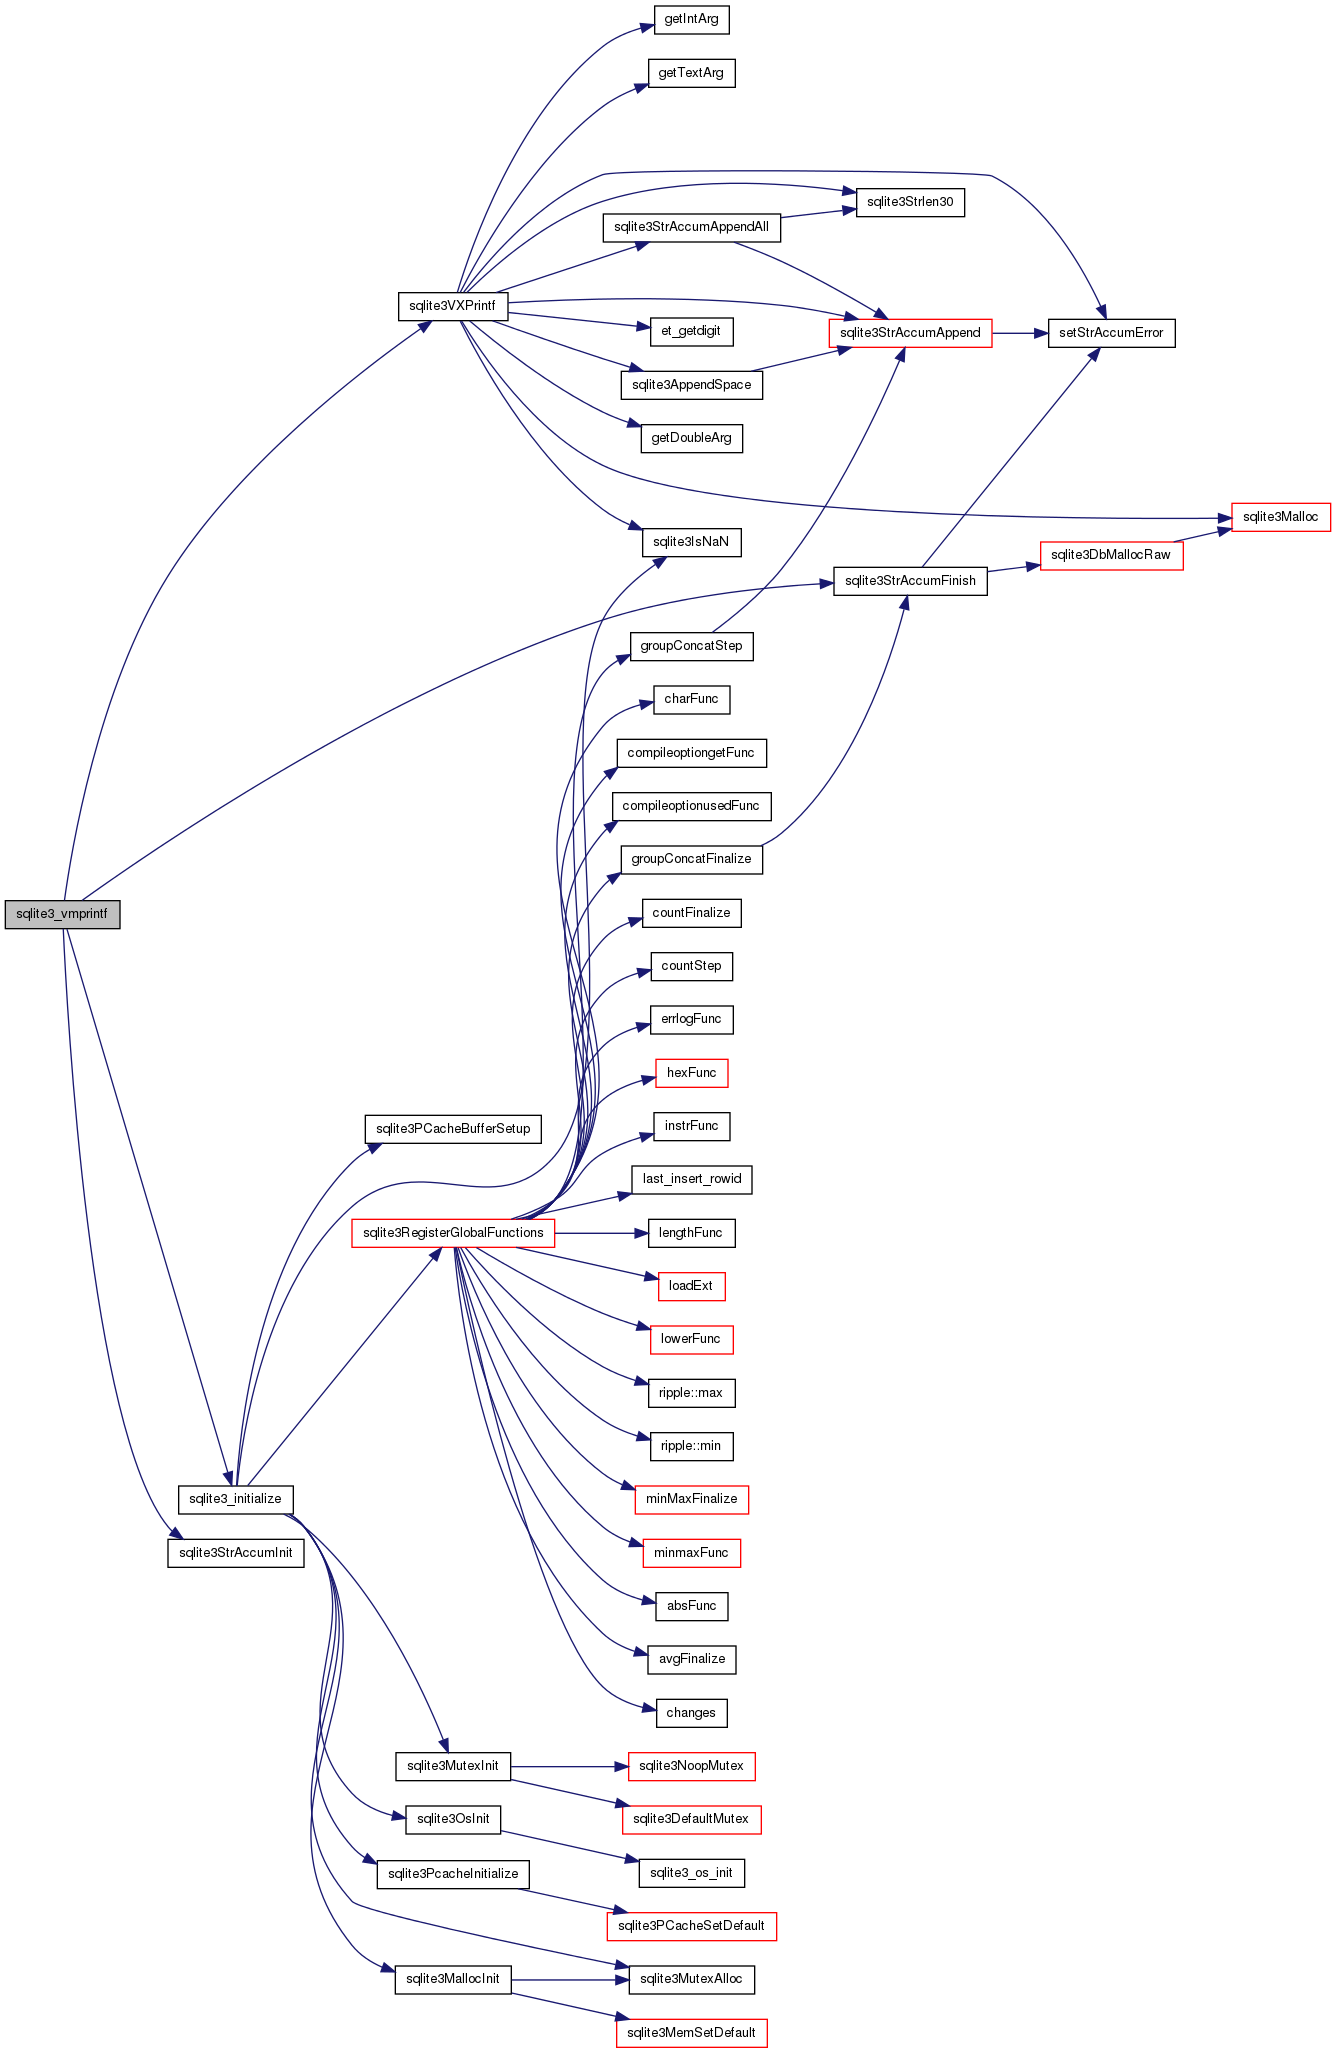 getIntArg
getTextArg
sqlite3Strlen30
sqlite3StrAccumAppendAll
sqlite3VXPrintf
et_getdigit
sqlite3StrAccumAppend
setStrAccumError
sqlite3AppendSpace
getDoubleArg
sqlite3Malloc
sqlite3IsNaN
sqlite3DbMallocRaw
sqlite3StrAccumFinish
groupConcatStep
charFunc
compileoptiongetFunc
compileoptionusedFunc
groupConcatFinalize
sqlite3_vmprintf
countFinalize
countStep
errlogFunc
hexFunc
sqlite3PCacheBufferSetup
instrFunc
last_insert_rowid
sqlite3RegisterGlobalFunctions
lengthFunc
loadExt
lowerFunc
ripple::max
ripple::min
sqlite3_initialize
minMaxFinalize
sqlite3StrAccumInit
minmaxFunc
absFunc
avgFinalize
changes
sqlite3MutexInit
sqlite3NoopMutex
sqlite3OsInit
sqlite3DefaultMutex
sqlite3PcacheInitialize
sqlite3_os_init
sqlite3PCacheSetDefault
sqlite3MallocInit
sqlite3MutexAlloc
sqlite3MemSetDefault